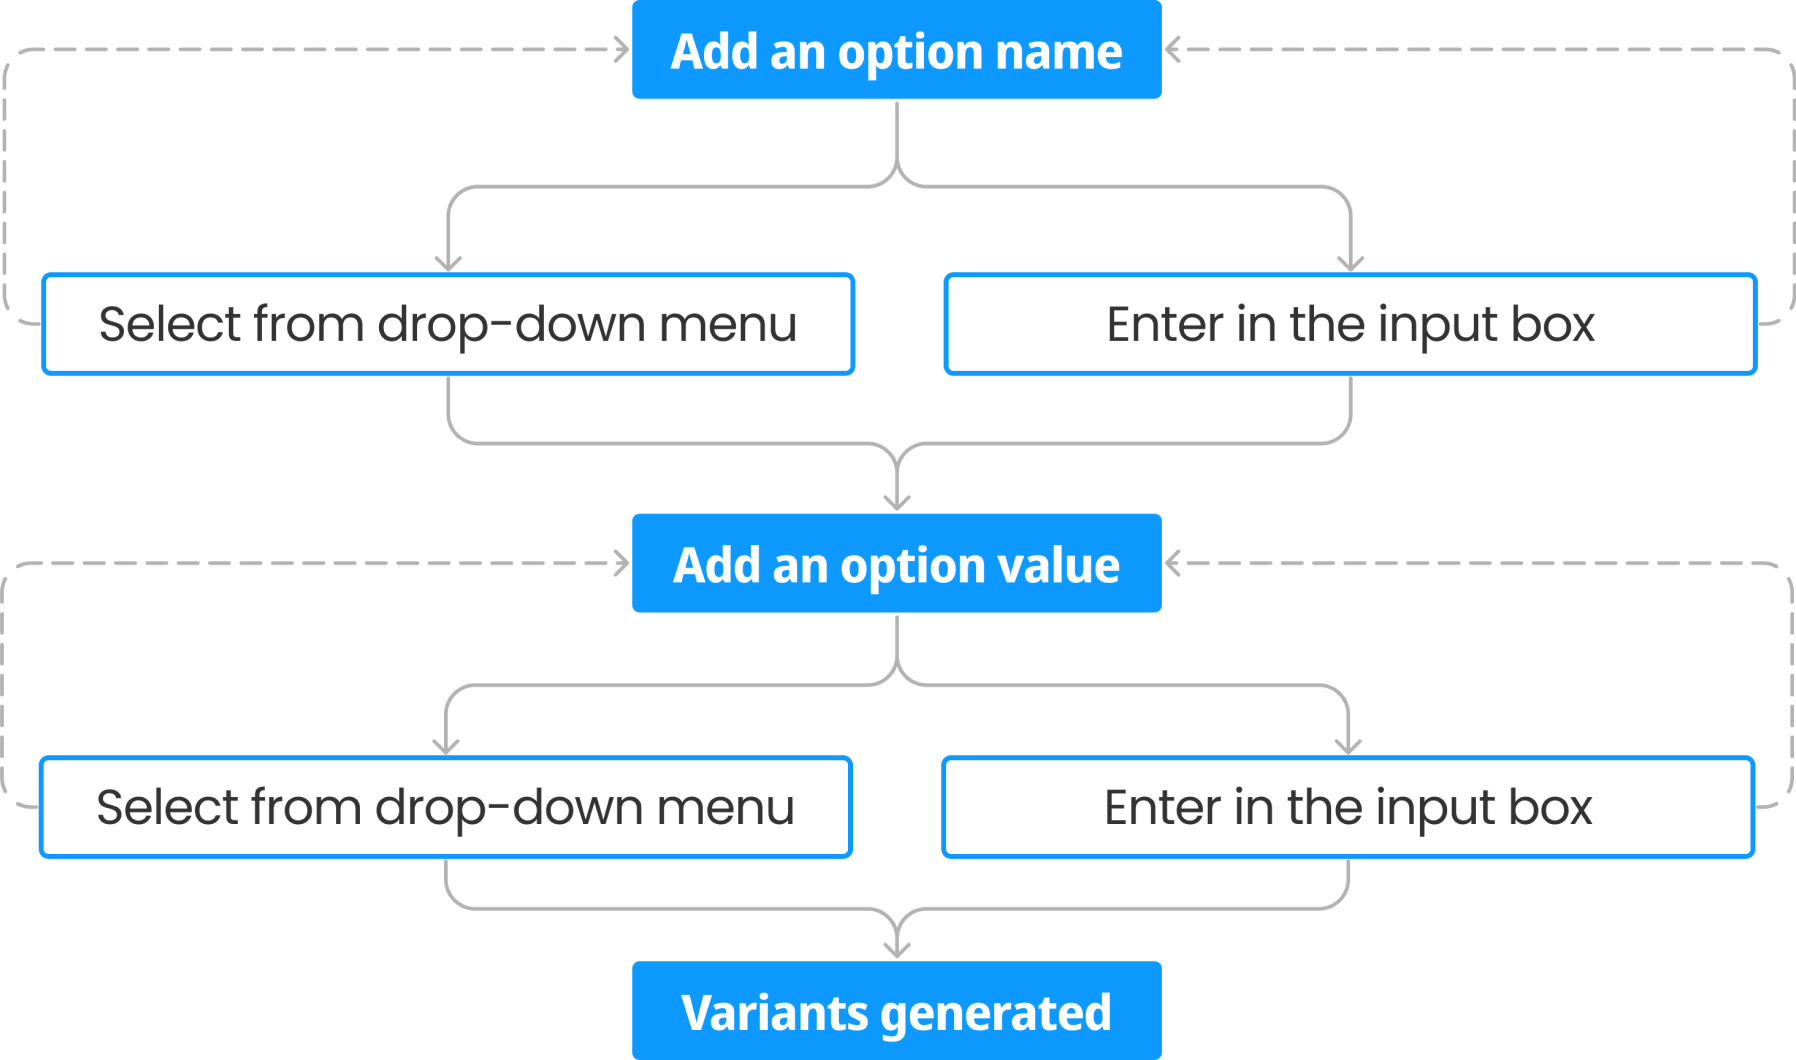 Add an option name
Select from drop-down menu
Enter in the input box
Add an option value
Select from drop-down menu
Enter in the input box
Variants generated